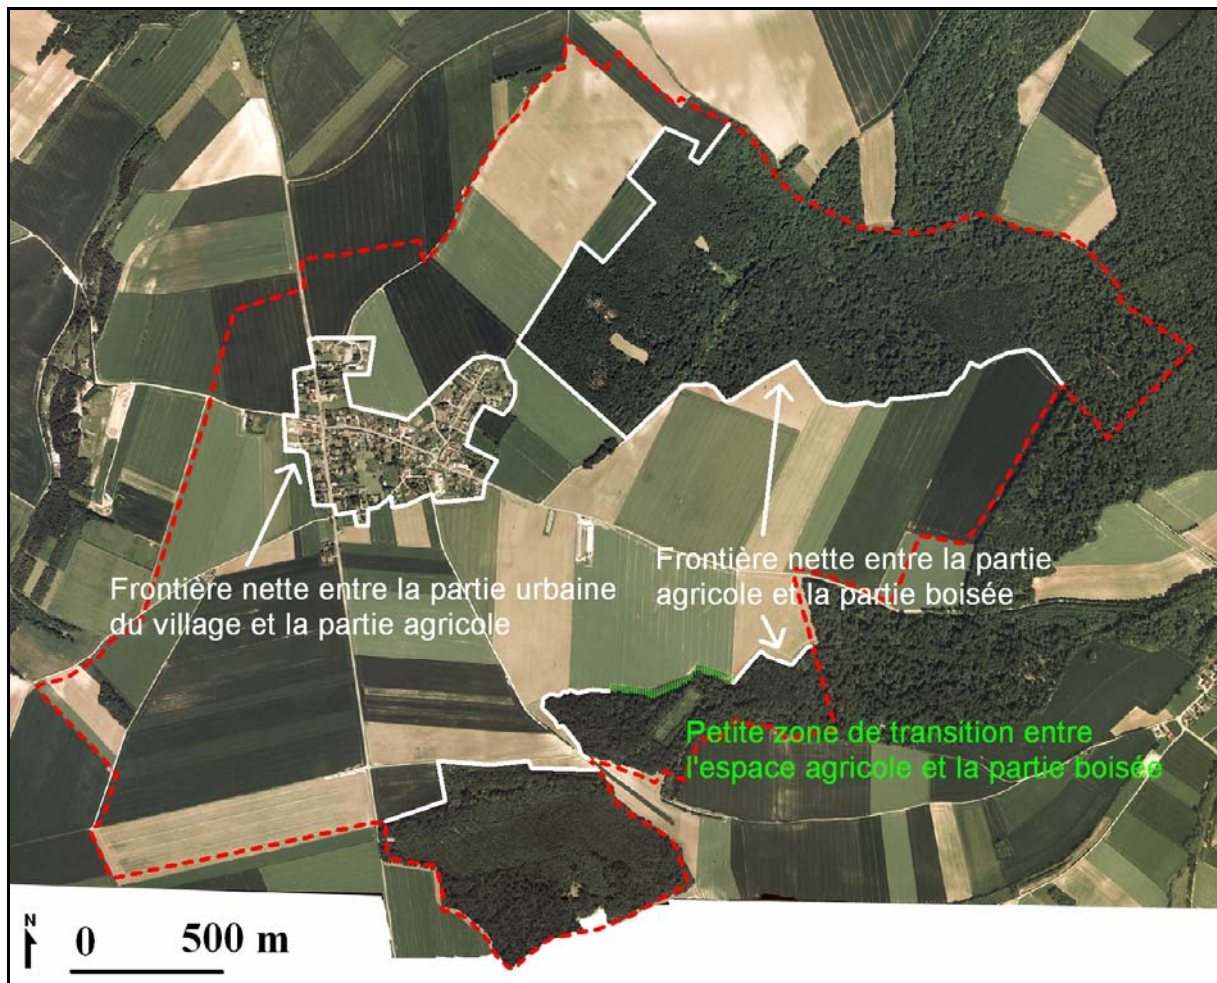 Frontière nette entre la partie urbaine
du village et la partie agricole
Frontière nette entre la partie
agricole et la partie boisée
Petite zone de transition entre
l'espace agricole et la partie boisée
N
0 500 m